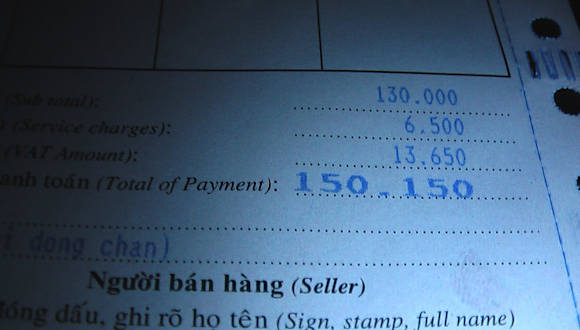 (Sub total): 130.000
(Service charges): 6.500
(VAT Amount): 13.650
anh toán (Total of Payment): 150.150
i dong chan)
Người bán hàng (Seller)
đóng dấu, ghi rõ họ tên (Sign, stamp, full name)